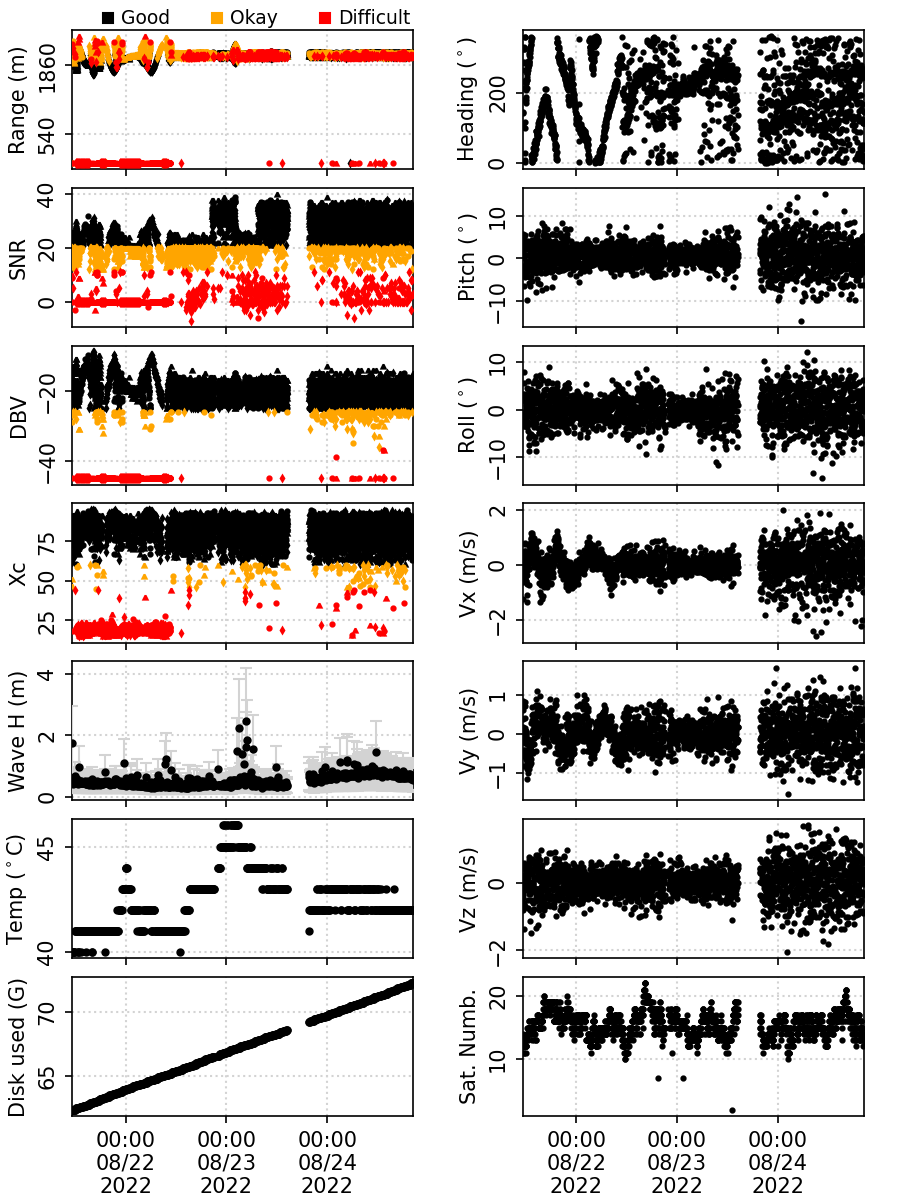 Good Okay Difficult
Range (m)
1860
540
Heading (°)
200
0
SNR
40
20
0
Pitch (°)
10
0
−10
DBV
−20
−40
Roll (°)
10
0
−10
Xc
75
50
25
Vx (m/s)
2
0
−2
Wave H (m)
4
2
0
Vy (m/s)
1
0
−1
Temp (°C)
45
40
Vz (m/s)
0
−2
Disk used (G)
70
65
Sat. Numb.
20
10
00:00 00:00 00:00
08/22 08/23 08/24
2022 2022 2022
00:00 00:00 00:00
08/22 08/23 08/24
2022 2022 2022